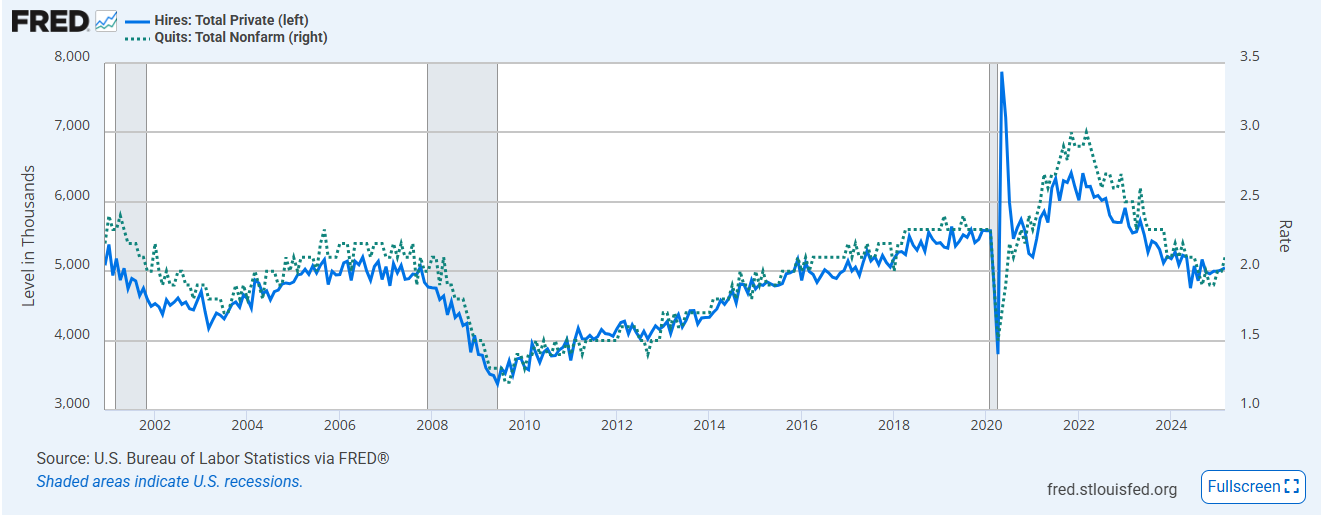 FRED
Hires: Total Private (left)
Quits: Total Nonfarm (right)
8,000
7,000
6,000
5,000
4,000
3,000
Level in Thousands
3.5
3.0
2.5
2.0
1.5
1.0
Rate
2002 2004 2006 2008 2010 2012 2014 2016 2018 2020 2022 2024
Source: U.S. Bureau of Labor Statistics via FRED®
Shaded areas indicate U.S. recessions.
fred.stlouisfed.org
Fullscreen